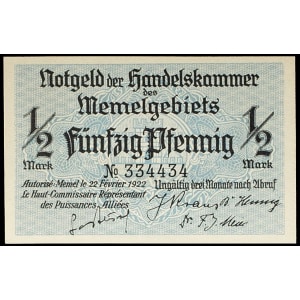 Notgeld der Handelskammer
des
Memelgebiets
1/2 Mark
Fünfzig Pfennig
1/2 Mark
No 334434
Autorisé-Memel le 22 Février 1922
Le Haut-Commissaire Représentant
des Puissances Alliées
Ungültig drei Monate nach Abruf